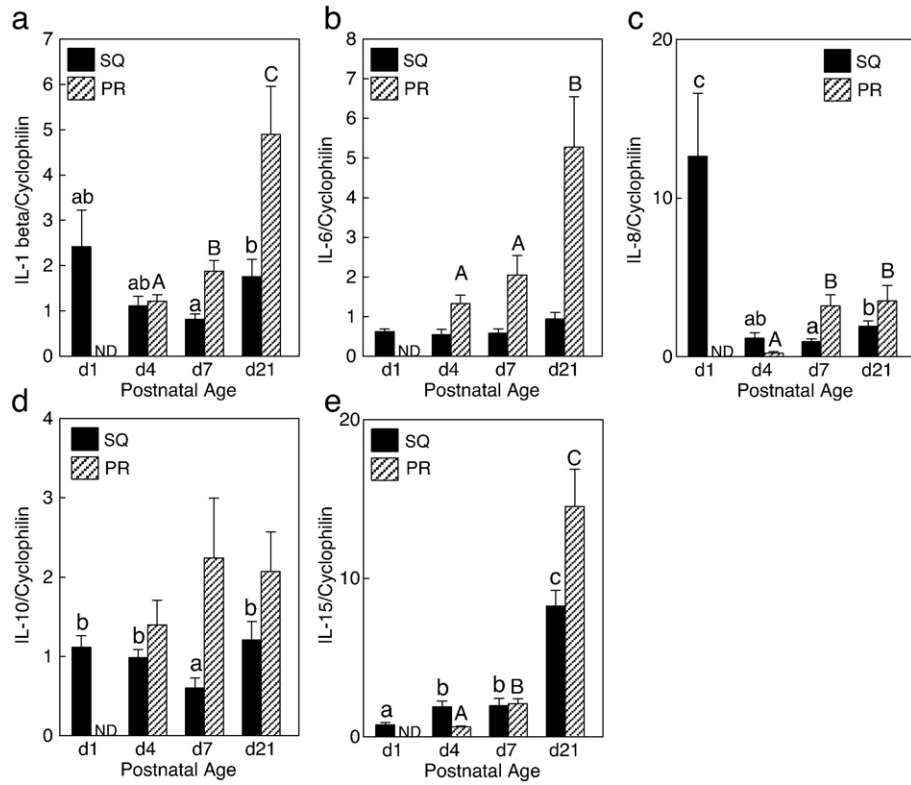 a
7
6
5
4
3
2
1
0
IL-1 beta/Cyclophilin
SQ
PR
ab
ND
ab A
a
B
b
C
d1 d4 d7 d21
Postnatal Age
b
8
7
6
5
4
3
2
1
0
IL-6/Cyclophilin
SQ
PR
ND
A
A
B
d1 d4 d7 d21
Postnatal Age
c
20
10
0
IL-8/Cyclophilin
SQ
PR
c
ND
ab
A
a
B
b
B
d1 d4 d7 d21
Postnatal Age
d
4
3
2
1
0
IL-10/Cyclophilin
SQ
PR
b
ND
b
a
b
d1 d4 d7 d21
Postnatal Age
e
20
10
0
IL-15/Cyclophilin
SQ
PR
a
ND
b
A
b
B
c
C
d1 d4 d7 d21
Postnatal Age